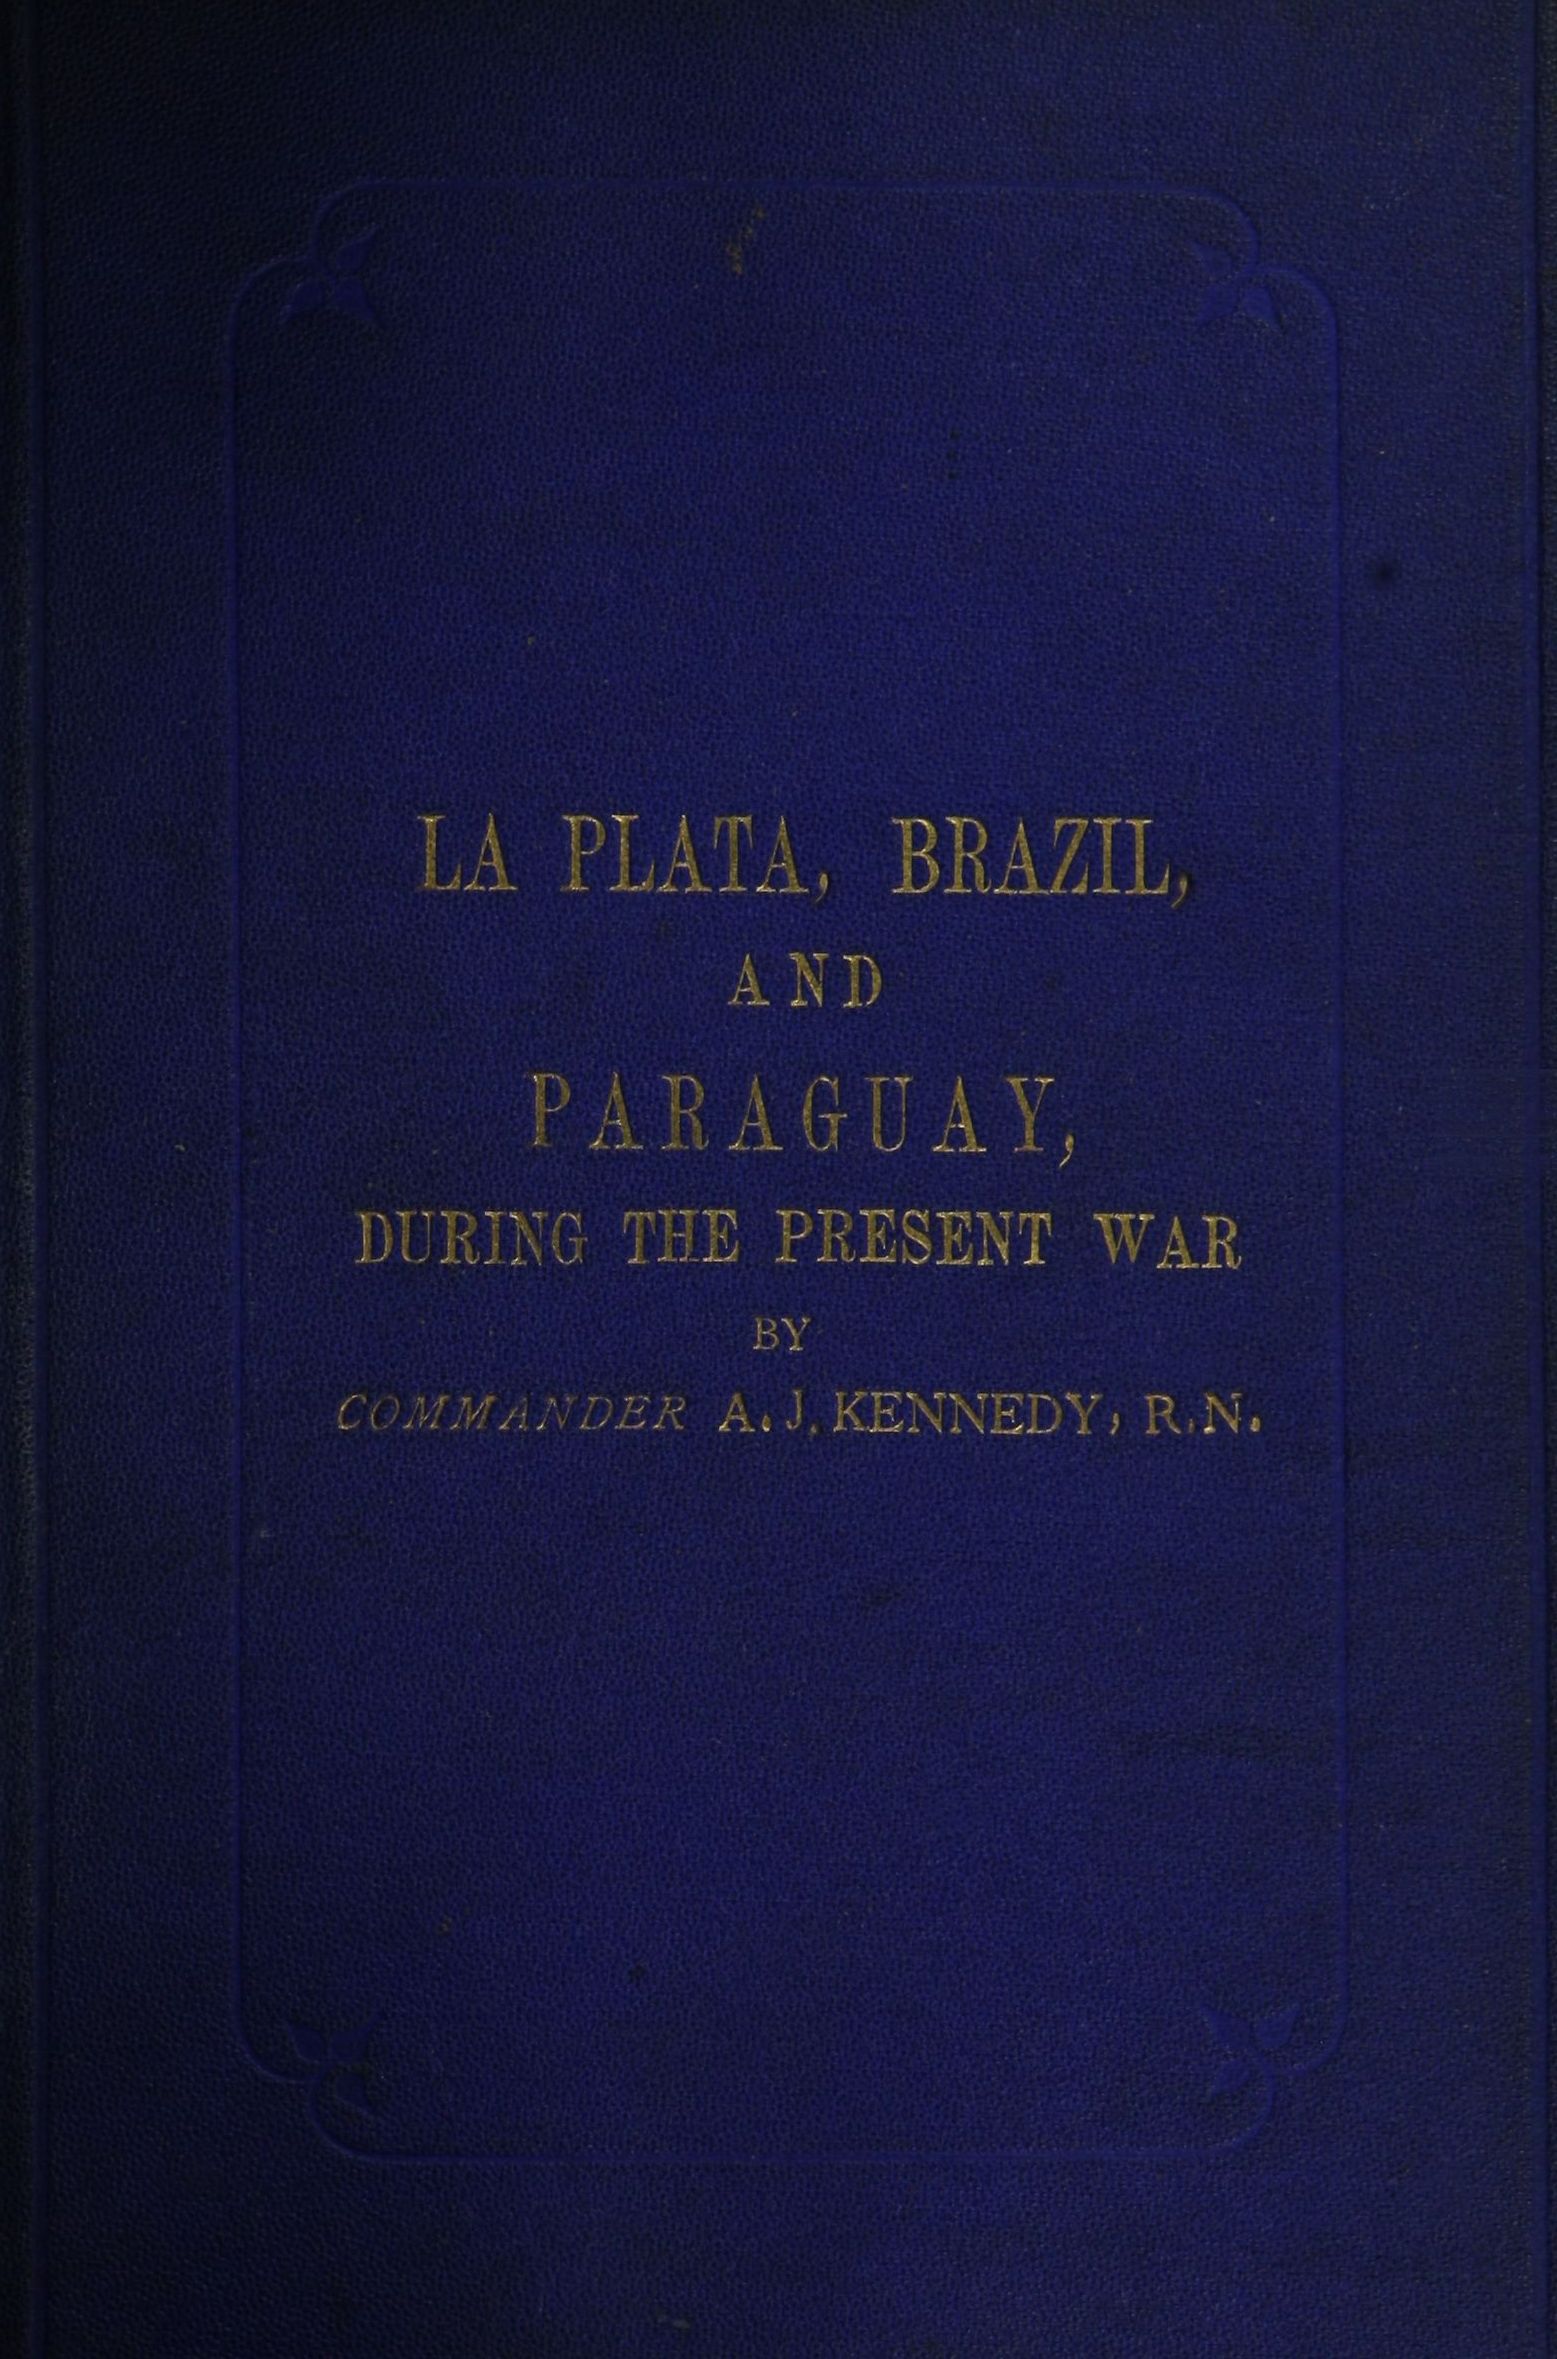 LA PLATA, BRAZIL,
AND
PARAGUAY,
DURING THE PRESENT WAR
BY
COMMANDER A. J. KENNEDY, R.N.